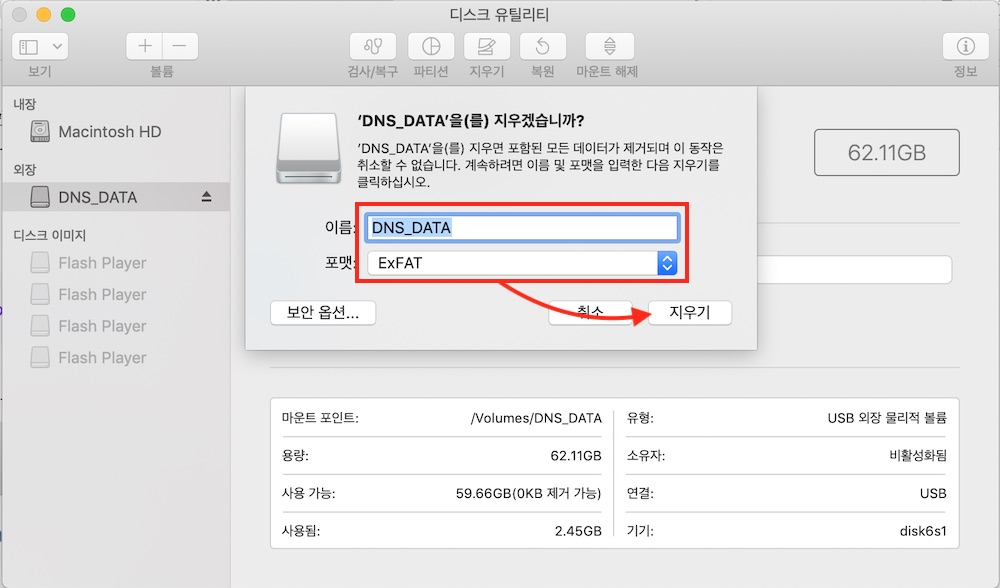 디스크 유틸리티
보기
볼륨
검사/복구
파티션
지우기
복원
마운트 해제
정보
내장
Macintosh HD
외장
DNS_DATA
디스크 이미지
Flash Player
Flash Player
Flash Player
Flash Player
‘DNS_DATA’을(를) 지우겠습니까?
‘DNS_DATA’을(를) 지우면 포함된 모든 데이터가 제거되며 이 동작은
취소할 수 없습니다. 계속하려면 이름 및 포맷을 입력한 다음 지우기를
클릭하십시오.
이름: DNS_DATA
포맷: ExFAT
보안 옵션...
취소
지우기
62.11GB
마운트 포인트: /Volumes/DNS_DATA
용량: 62.11GB
사용 가능: 59.66GB(0KB 제거 가능)
사용됨: 2.45GB
유형: USB 외장 물리적 볼륨
소유자: 비활성화됨
연결: USB
기기: disk6s1